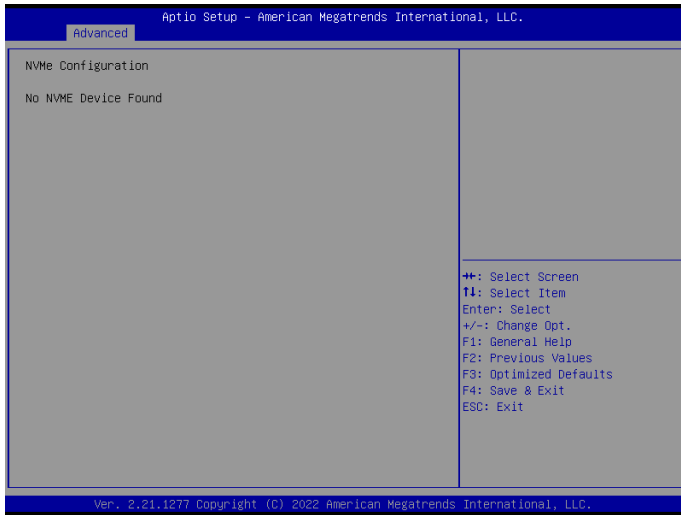 Aptio Setup – American Megatrends International, LLC.
Advanced
NVMe Configuration
No NVME Device Found
→←: Select Screen
↑↓: Select Item
Enter: Select
+/-: Change Opt.
F1: General Help
F2: Previous Values
F3: Optimized Defaults
F4: Save & Exit
ESC: Exit
Ver. 2.21.1277 Copyright (C) 2022 American Megatrends International, LLC.